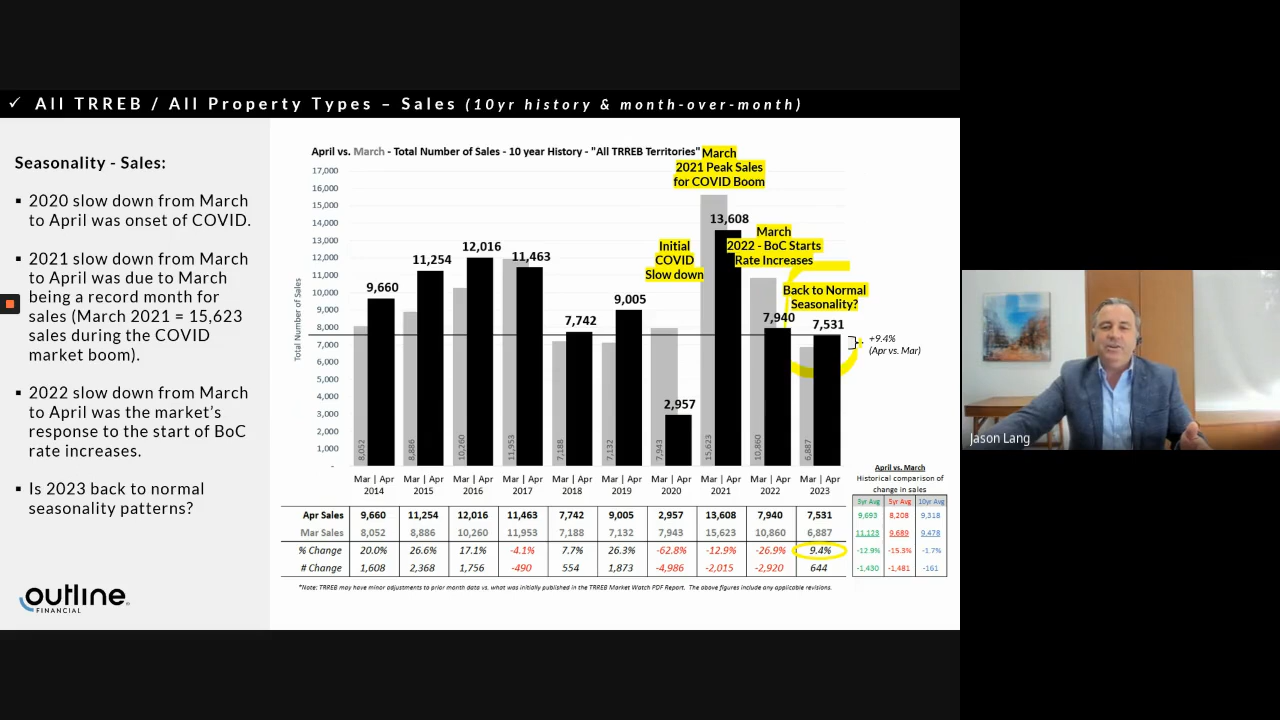 ✓ All TRREB / All Property Types – Sales (10yr history & month-over-month)
Seasonality - Sales:
▪ 2020 slow down from March
to April was onset of COVID.
▪ 2021 slow down from March
to April was due to March
being a record month for
sales (March 2021 = 15,623
sales during the COVID
market boom).
▪ 2022 slow down from March
to April was the market's
response to the start of BoC
rate increases.
▪ Is 2023 back to normal
seasonality patterns?
outline
FINANCIAL
April vs. March - Total Number of Sales - 10 year History - "All TRREB Territories"
March
2021 Peak Sales
for COVID Boom
Initial
COVID
Slow down
March
2022 - BoC Starts
Rate Increases
Back to Normal
Seasonality?
Total Number of Sales
17,000
16,000
15,000
14,000
13,000
12,000
11,000
10,000
9,000
8,000
7,000
6,000
5,000
4,000
3,000
2,000
1,000
-
9,660
11,254
12,016
11,463
7,742
9,005
2,957
13,608
7,940
7,531
8,052
8,886
10,260
11,953
7,188
7,132
7,943
15,623
10,860
6,887
+9.4%
(Apr vs. Mar)
Mar | Apr Mar | Apr Mar | Apr Mar | Apr Mar | Apr Mar | Apr Mar | Apr Mar | Apr Mar | Apr Mar | Apr
2014 2015 2016 2017 2018 2019 2020 2021 2022 2023
Apr Sales 9,660 11,254 12,016 11,463 7,742 9,005 2,957 13,608 7,940 7,531
Mar Sales 8,052 8,886 10,260 11,953 7,188 7,132 7,943 15,623 10,860 6,887
% Change 20.0% 26.6% 17.1% -4.1% 7.7% 26.3% -62.8% -12.9% -26.9% 9.4%
# Change 1,608 2,368 1,756 -490 554 1,873 -4,986 -2,015 -2,920 644
April vs. March
Historical comparison of
change in sales
3yr Avg 5yr Avg 10yr Avg
9,693 8,208 9,318
11,123 9,689 9,478
-12.9% -15.3% -1.7%
-1,430 -1,481 -161
*Note: TRREB may have minor adjustments to prior month data vs. what was initially published in the TRREB Market Watch PDF Report. The above figures include any applicable revisions.
Jason Lang